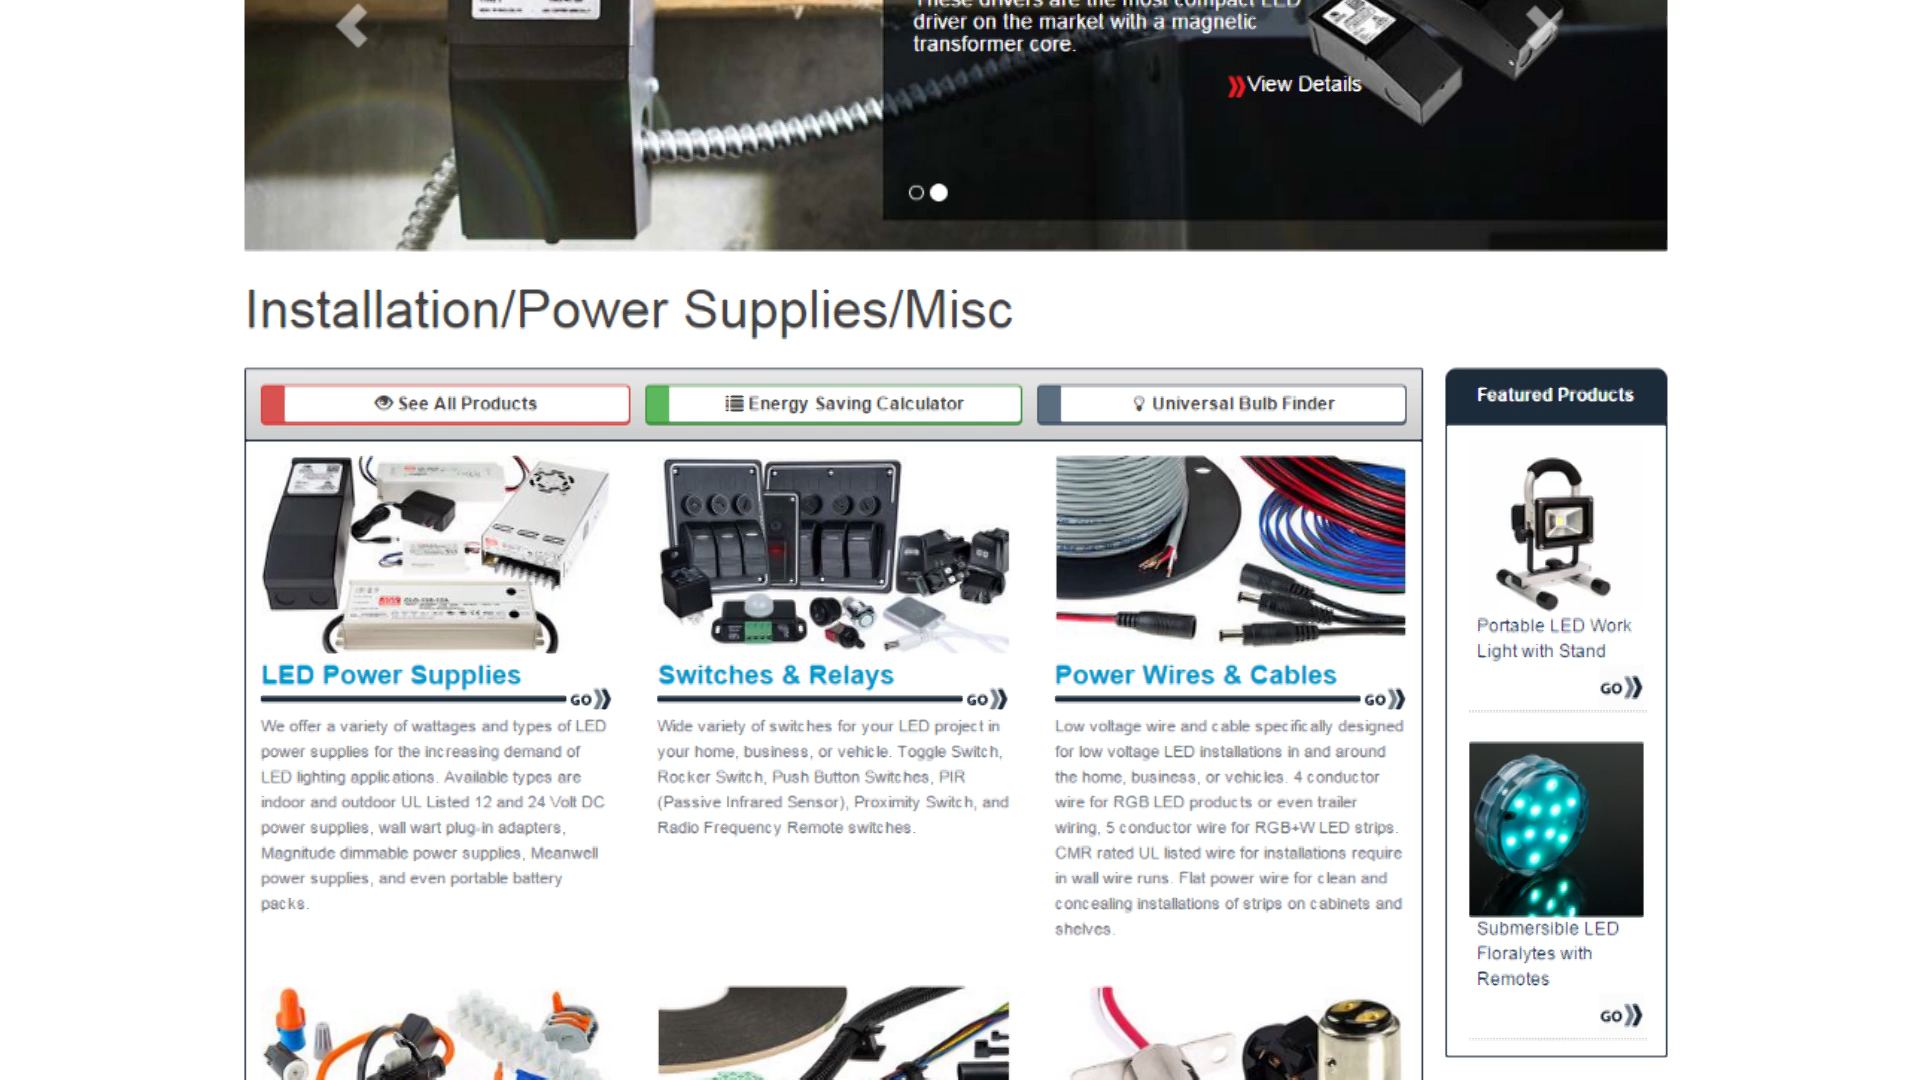 driver on the market with a magnetic
transformer core.
View Details
Installation/Power Supplies/Misc
See All Products
Energy Saving Calculator
Universal Bulb Finder
Featured Products
LED Power Supplies
GO
We offer a variety of wattages and types of LED
power supplies for the increasing demand of
LED lighting applications. Available types are
indoor and outdoor UL Listed 12 and 24 Volt DC
power supplies, wall wart plug-in adapters,
Magnitude dimmable power supplies, Meanwell
power supplies, and even portable battery
packs.
Switches & Relays
GO
Wide variety of switches for your LED project in
your home, business, or vehicle. Toggle Switch,
Rocker Switch, Push Button Switches, PIR
(Passive Infrared Sensor), Proximity Switch, and
Radio Frequency Remote switches.
Power Wires & Cables
GO
Low voltage wire and cable specifically designed
for low voltage LED installations in and around
the home, business, or vehicles. 4 conductor
wire for RGB LED products or even trailer
wiring, 5 conductor wire for RGB+W LED strips.
CMR rated UL listed wire for installations require
in wall wire runs. Flat power wire for clean and
concealing installations of strips on cabinets and
shelves.
Portable LED Work
Light with Stand
GO
Submersible LED
Floralytes with
Remotes
GO